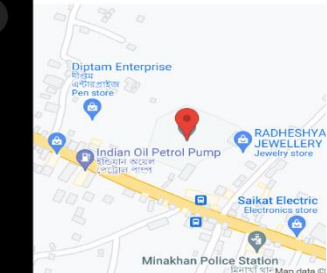 Diptam Enterprise
দীপ্তম
এন্টারপ্রাইজ
Pen store
RADHESHYA
JEWELLERY
Jewelry store
Indian Oil Petrol Pump
ইন্ডিয়ান অয়েল
পেট্রোল পাম্প
Saikat Electric
Electronics store
Minakhan Police Station
মিনাখাঁ থানা
Map data ©